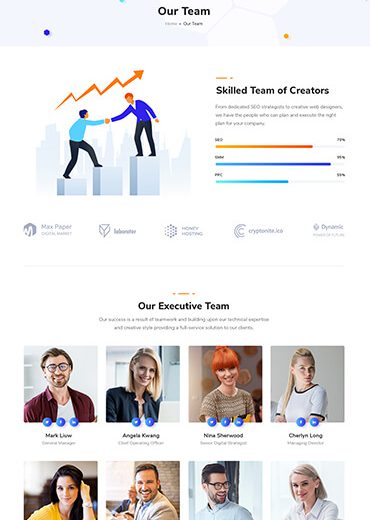 Our Team
Home • Our Team
Skilled Team of Creators
From dedicated SEO strategists to creative web designers,
we have the people who can plan and execute the right
plan for your company.
SEO 75%
SMM
PPC 55%
Max Paper
DIGITAL MARKET
HONEY
HOSTING
cryptonite.ico
Dynamic
Our Executive Team
Our success is a result of teamwork and building upon our technical expertise
and creative style providing a full-service solution to our clients.
Mark Liuw
General Manager
Angela Kwang
Chief Operating Officer
Nina Sherwood
Senior Digital Strategist
Cherlyn Long
Managing Director